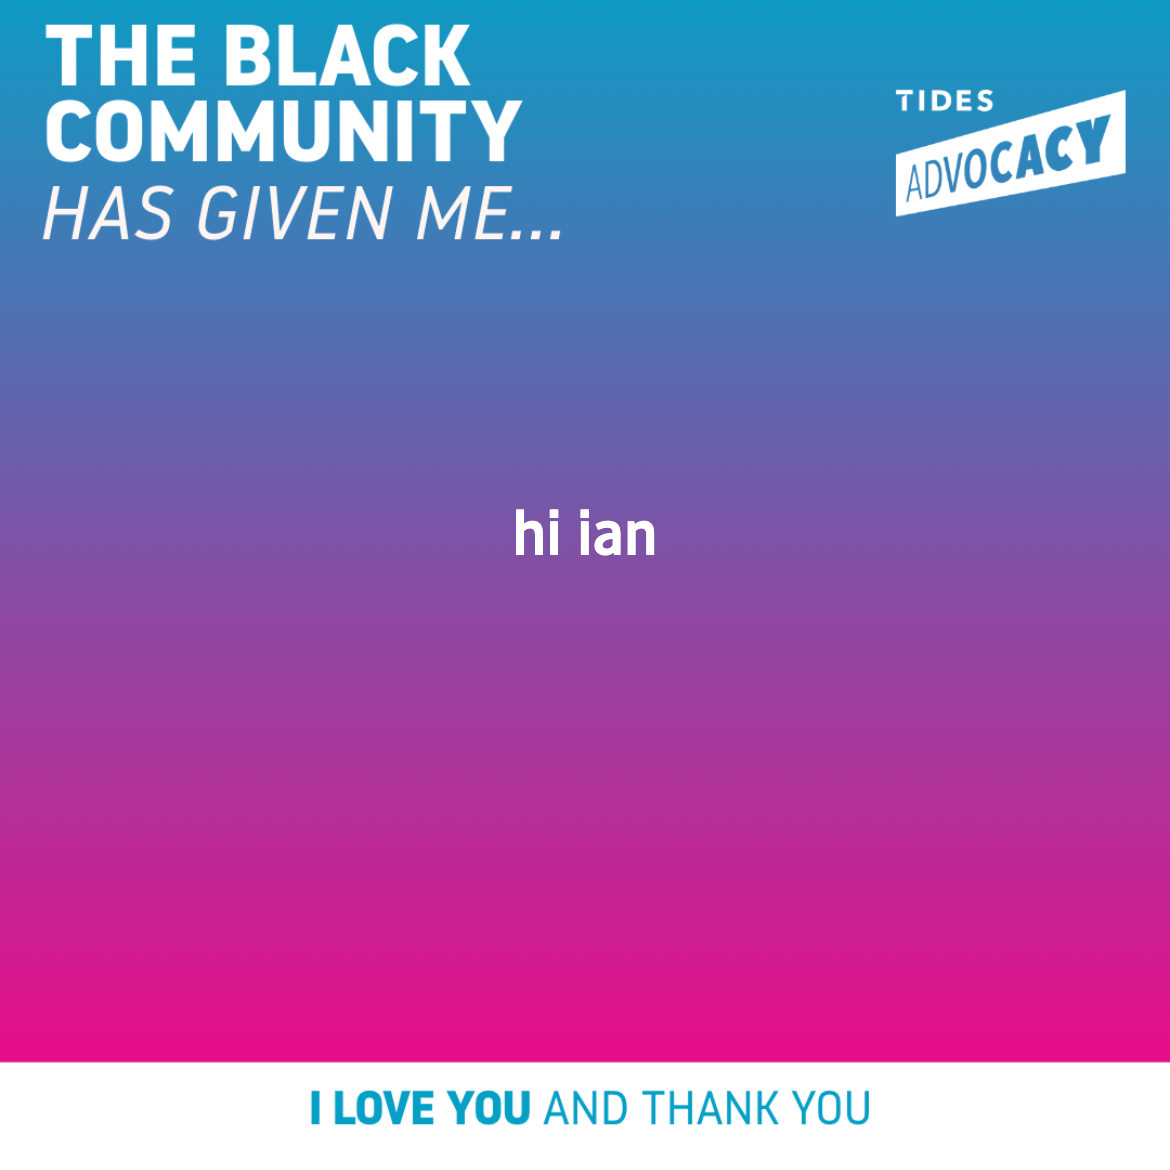 THE BLACK
COMMUNITY
HAS GIVEN ME...
TIDES
ADVOCACY
hi ian
I LOVE YOU AND THANK YOU